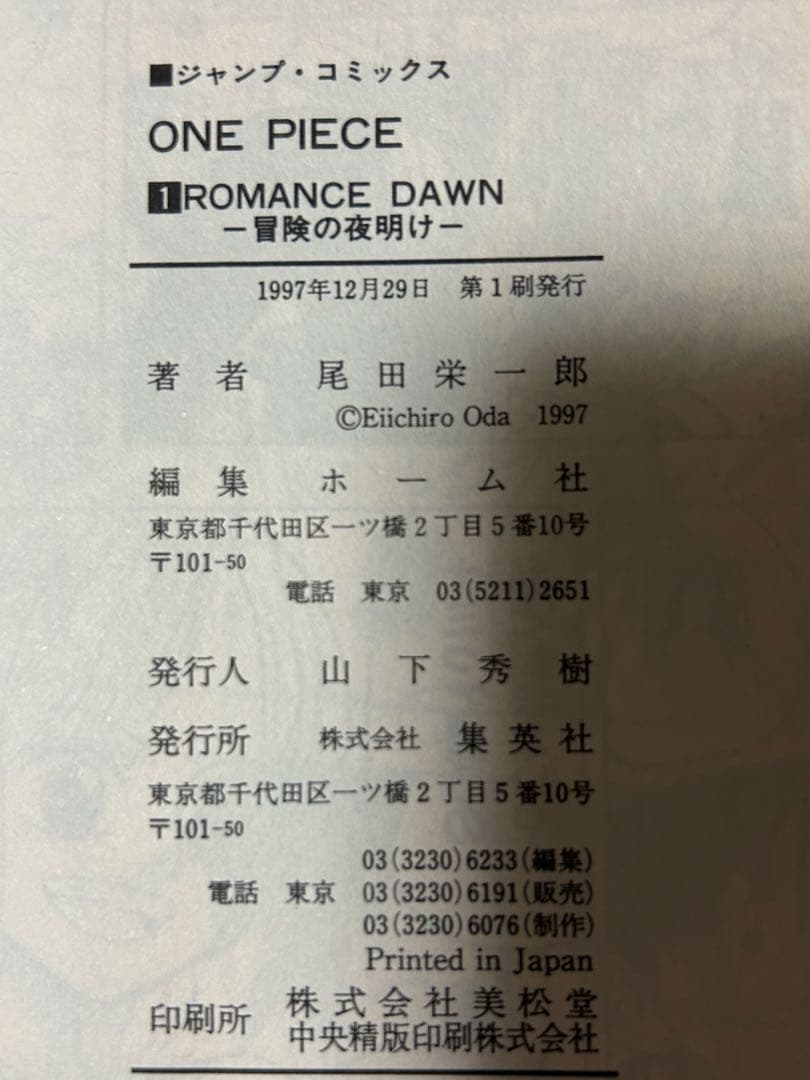 ■ジャンプ・コミックス
ONE PIECE
1ROMANCE DAWN
―冒険の夜明け―
1997年12月29日　第1刷発行
著者　尾田栄一郎
©Eiichiro Oda 1997
編集　ホーム社
東京都千代田区一ツ橋2丁目5番10号
〒101-50
電話　東京　03(5211)2651
発行人　山下秀樹
発行所　株式会社　集英社
東京都千代田区一ツ橋2丁目5番10号
〒101-50
03(3230)6233(編集)
電話　東京　03(3230)6191(販売)
03(3230)6076(制作)
Printed in Japan
印刷所　株式会社美松堂
中央精版印刷株式会社